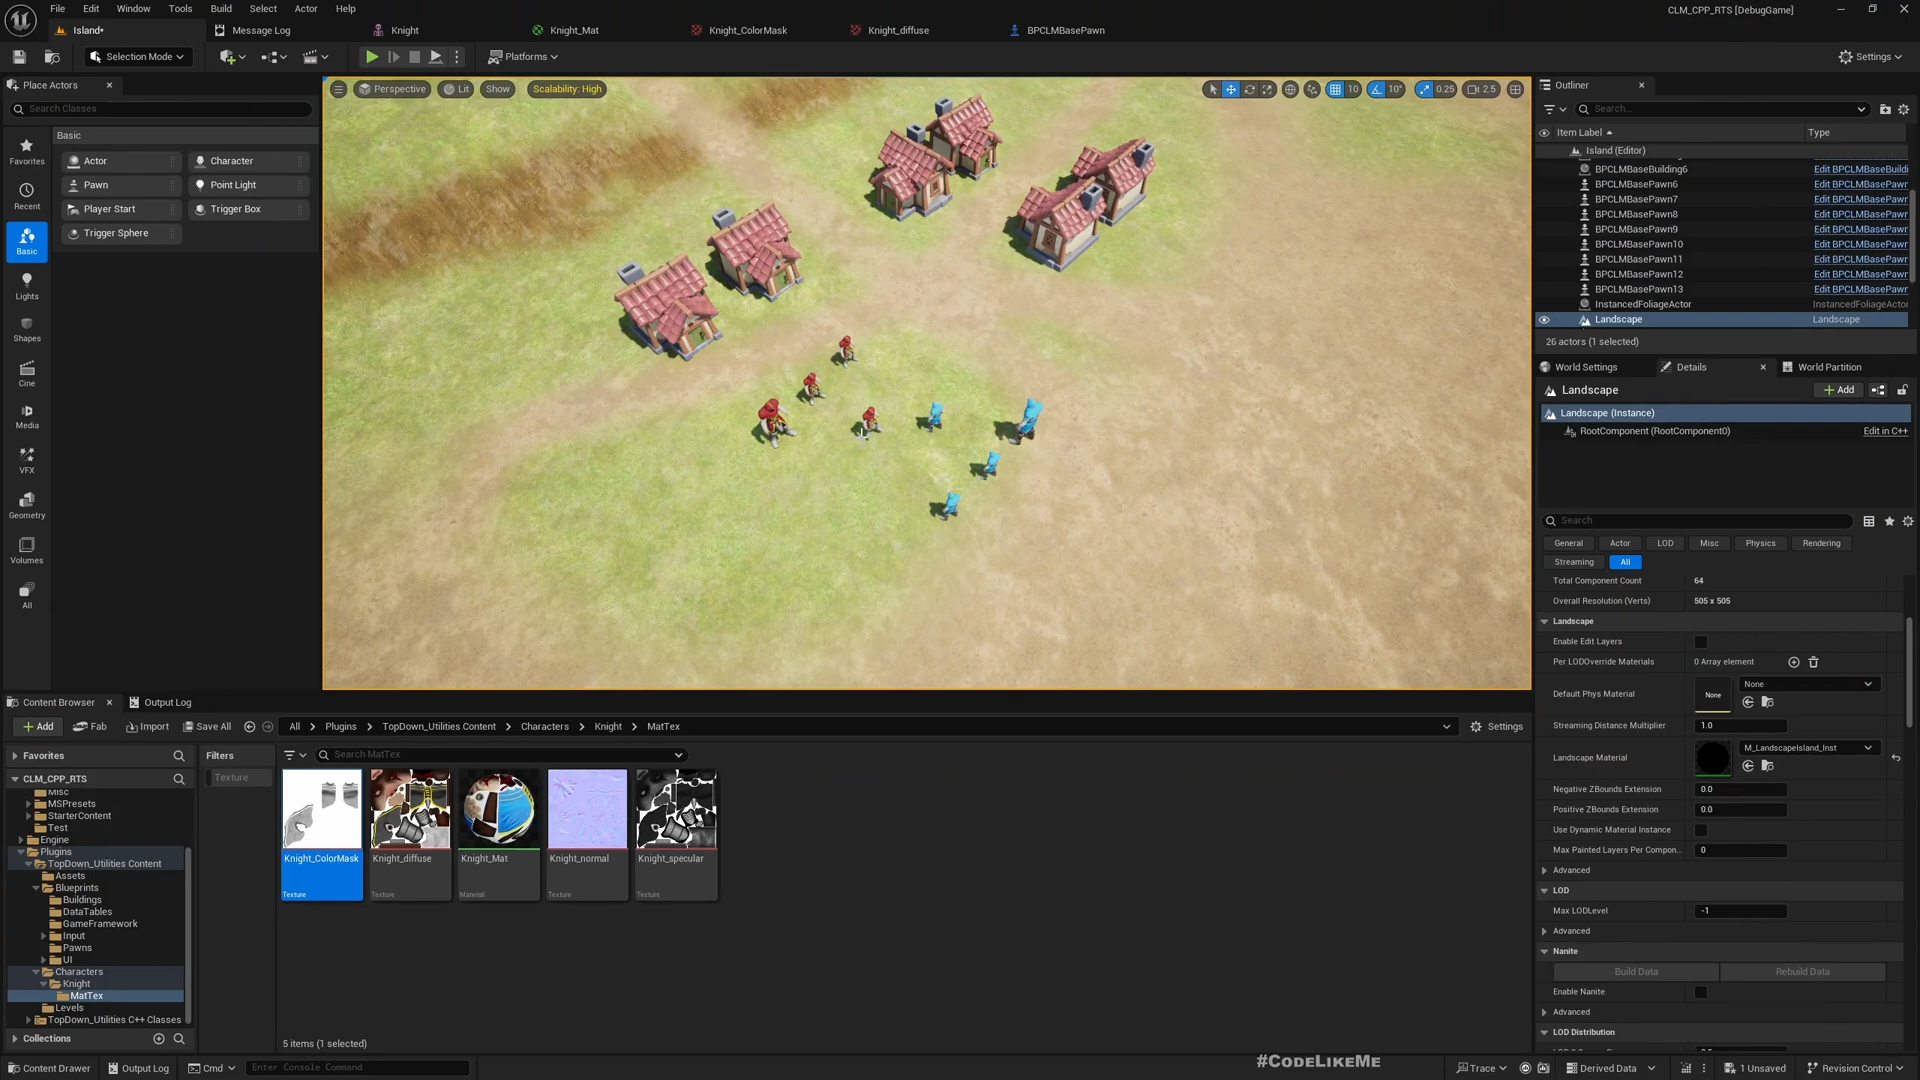 File Edit Window Tools Build Select Actor Help
CLM_CPP_RTS [DebugGame]
Island*
Message Log
Knight
Knight_Mat
Knight_ColorMask
Knight_diffuse
BPCLMBasePawn
Selection Mode
Platforms
Settings
Place Actors
Search Classes
Basic
Favorites
Recent
Basic
Lights
Shapes
Cine
Media
VFX
Geometry
Volumes
All
Actor
Character
Pawn
Point Light
Player Start
Trigger Box
Trigger Sphere
Perspective
Lit
Show
Scalability: High
10
10°
0.25
2.5
Outliner
Search...
Item Label
Type
Island (Editor)
BPCLMBaseBuilding6 Edit BPCLMBaseBuildi
BPCLMBasePawn6 Edit BPCLMBasePawr
BPCLMBasePawn7 Edit BPCLMBasePawr
BPCLMBasePawn8 Edit BPCLMBasePawr
BPCLMBasePawn9 Edit BPCLMBasePawr
BPCLMBasePawn10 Edit BPCLMBasePawr
BPCLMBasePawn11 Edit BPCLMBasePawr
BPCLMBasePawn12 Edit BPCLMBasePawr
BPCLMBasePawn13 Edit BPCLMBasePawr
InstancedFoliageActor InstancedFoliageActor
Landscape Landscape
26 actors (1 selected)
World Settings
Details
World Partition
Landscape
Add
Landscape (Instance)
RootComponent (RootComponent0)
Edit in C++
Search
General
Actor
LOD
Misc
Physics
Rendering
Streaming
All
Total Component Count 64
Overall Resolution (Verts) 505 x 505
Landscape
Enable Edit Layers
Per LODOverride Materials 0 Array element
Default Phys Material None None
Streaming Distance Multiplier 1.0
Landscape Material M_LandscapeIsland_Inst
Negative ZBounds Extension 0.0
Positive ZBounds Extension 0.0
Use Dynamic Material Instance
Max Painted Layers Per Compon... 0
Advanced
LOD
Max LODLevel -1
Advanced
Nanite
Build Data
Rebuild Data
Enable Nanite
Advanced
LOD Distribution
Content Browser
Output Log
Add
Fab
Import
Save All
All Plugins TopDown_Utilities Content Characters Knight MatTex
Settings
Favorites
CLM_CPP_RTS
Misc
MSPresets
StarterContent
Test
Engine
Plugins
TopDown_Utilities Content
Assets
Blueprints
Buildings
DataTables
GameFramework
Input
Pawns
UI
Characters
Knight
MatTex
Levels
TopDown_Utilities C++ Classes
Collections
Filters
Texture
Search MatTex
Knight_ColorMask
Texture
Knight_diffuse
Texture
Knight_Mat
Material
Knight_normal
Texture
Knight_specular
Texture
5 items (1 selected)
#CODELIKEME
Content Drawer
Output Log
Cmd
Enter Console Command
Trace
Derived Data
1 Unsaved
Revision Control